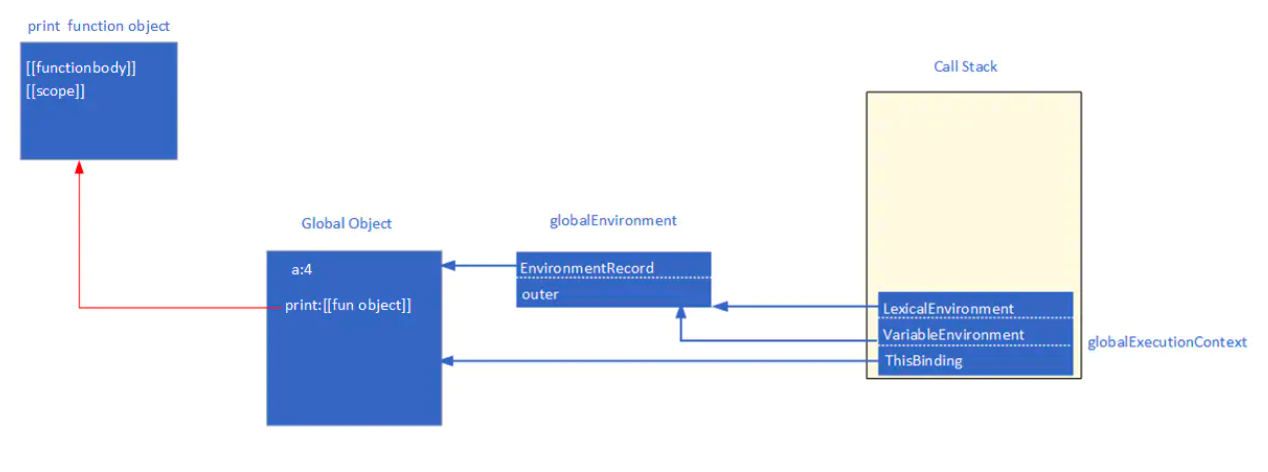 print function object
[[functionbody]]
[[scope]]
Call Stack
Global Object
a:4
print:[[fun object]]
globalEnvironment
EnvironmentRecord
outer
LexicalEnvironment
VariableEnvironment
ThisBinding
globalExecutionContext